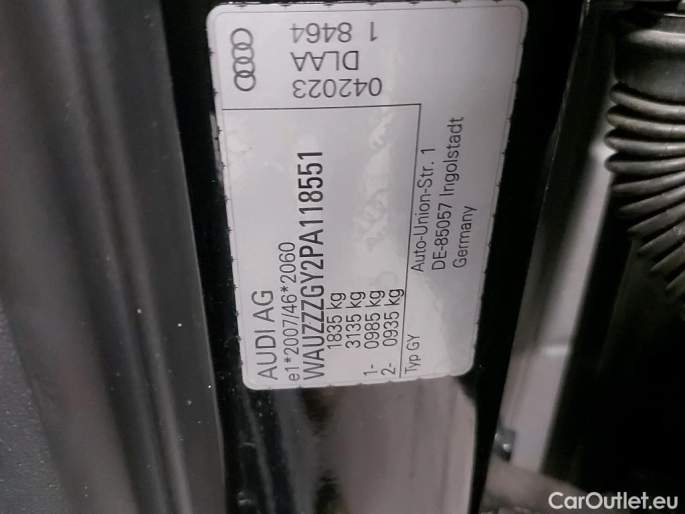 AUDI AG
e1*2007/46*2060
WAUZZZGY2PA118551
1835 kg
3135 kg
1- 0985 kg
2- 0935 kg
Typ GY
Auto-Union-Str. 1
DE-85057 Ingolstadt
Germany
042023
DLAA
1 8464
CarOutlet.eu